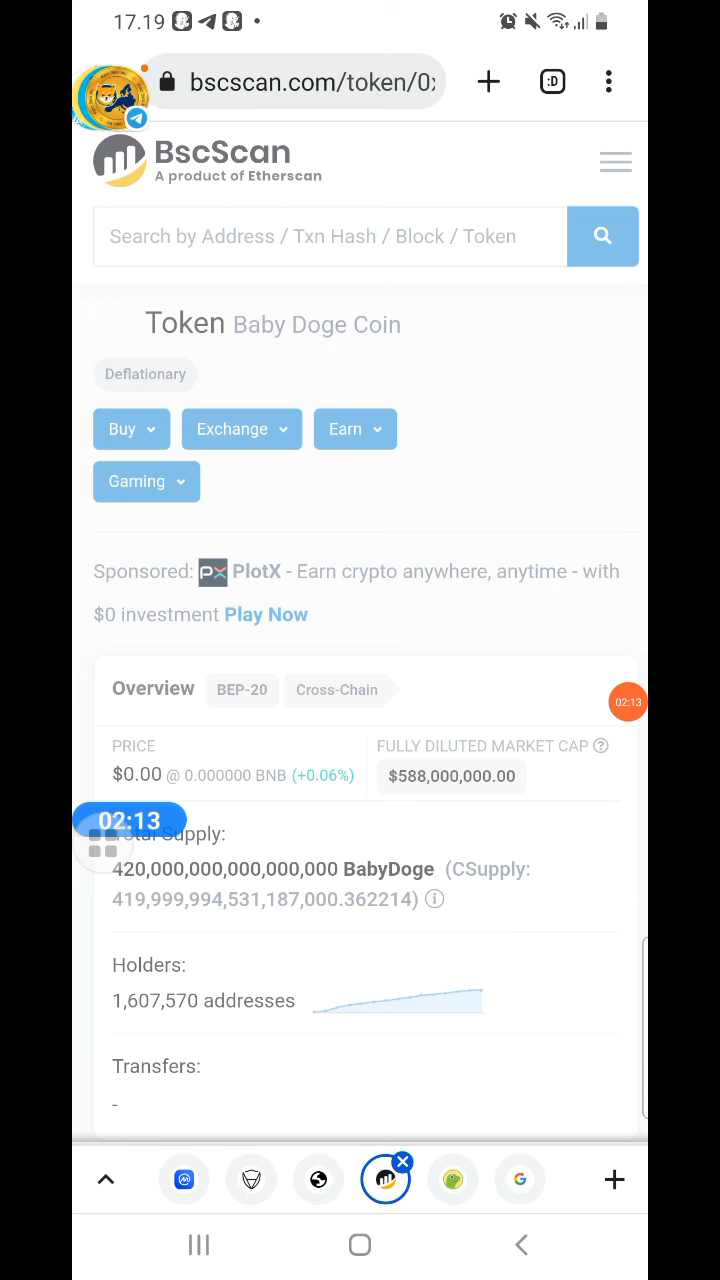 17.19
bscscan.com/token/0
:D
BscScan
A product of Etherscan
Search by Address / Txn Hash / Block / Token
Token Baby Doge Coin
Deflationary
Buy Exchange Earn
Gaming
Sponsored: PX PlotX - Earn crypto anywhere, anytime - with
$0 investment Play Now
Overview BEP-20 Cross-Chain
02:13
PRICE FULLY DILUTED MARKET CAP
$0.00 @ 0.000000 BNB (+0.06%) $588,000,000.00
02:13
Total Supply:
420,000,000,000,000,000 BabyDoge (CSupply:
419,999,994,531,187,000.362214)
Holders:
1,607,570 addresses
Transfers:
-